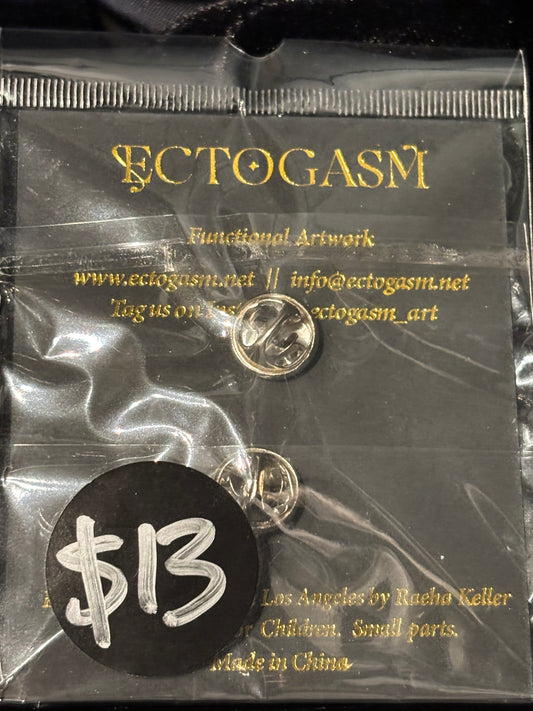 ECTOGASM
Functional Artwork
www.ectogasm.net || info@ectogasm.net
Tag us on ectogasm_art
$13
Los Angeles by Raeha Keller
Children. Small parts.
Made in China